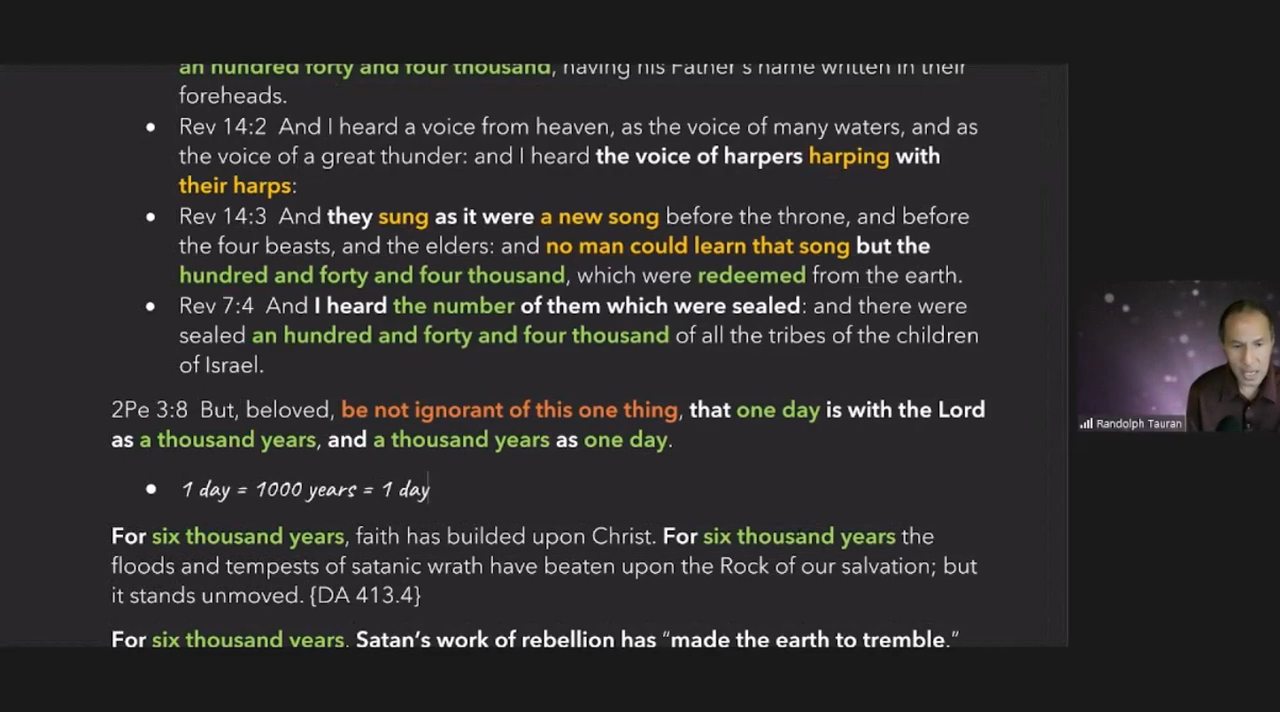 an hundred forty and four thousand, having his Father's name written in their
foreheads.
• Rev 14:2 And I heard a voice from heaven, as the voice of many waters, and as
the voice of a great thunder: and I heard the voice of harpers harping with
their harps:
• Rev 14:3 And they sung as it were a new song before the throne, and before
the four beasts, and the elders: and no man could learn that song but the
hundred and forty and four thousand, which were redeemed from the earth.
• Rev 7:4 And I heard the number of them which were sealed: and there were
sealed an hundred and forty and four thousand of all the tribes of the children
of Israel.
2Pe 3:8 But, beloved, be not ignorant of this one thing, that one day is with the Lord
as a thousand years, and a thousand years as one day.
• 1 day = 1000 years = 1 day
For six thousand years, faith has builded upon Christ. For six thousand years the
floods and tempests of satanic wrath have beaten upon the Rock of our salvation; but
it stands unmoved. {DA 413.4}
For six thousand years, Satan's work of rebellion has "made the earth to tremble."
Randolph Tauran